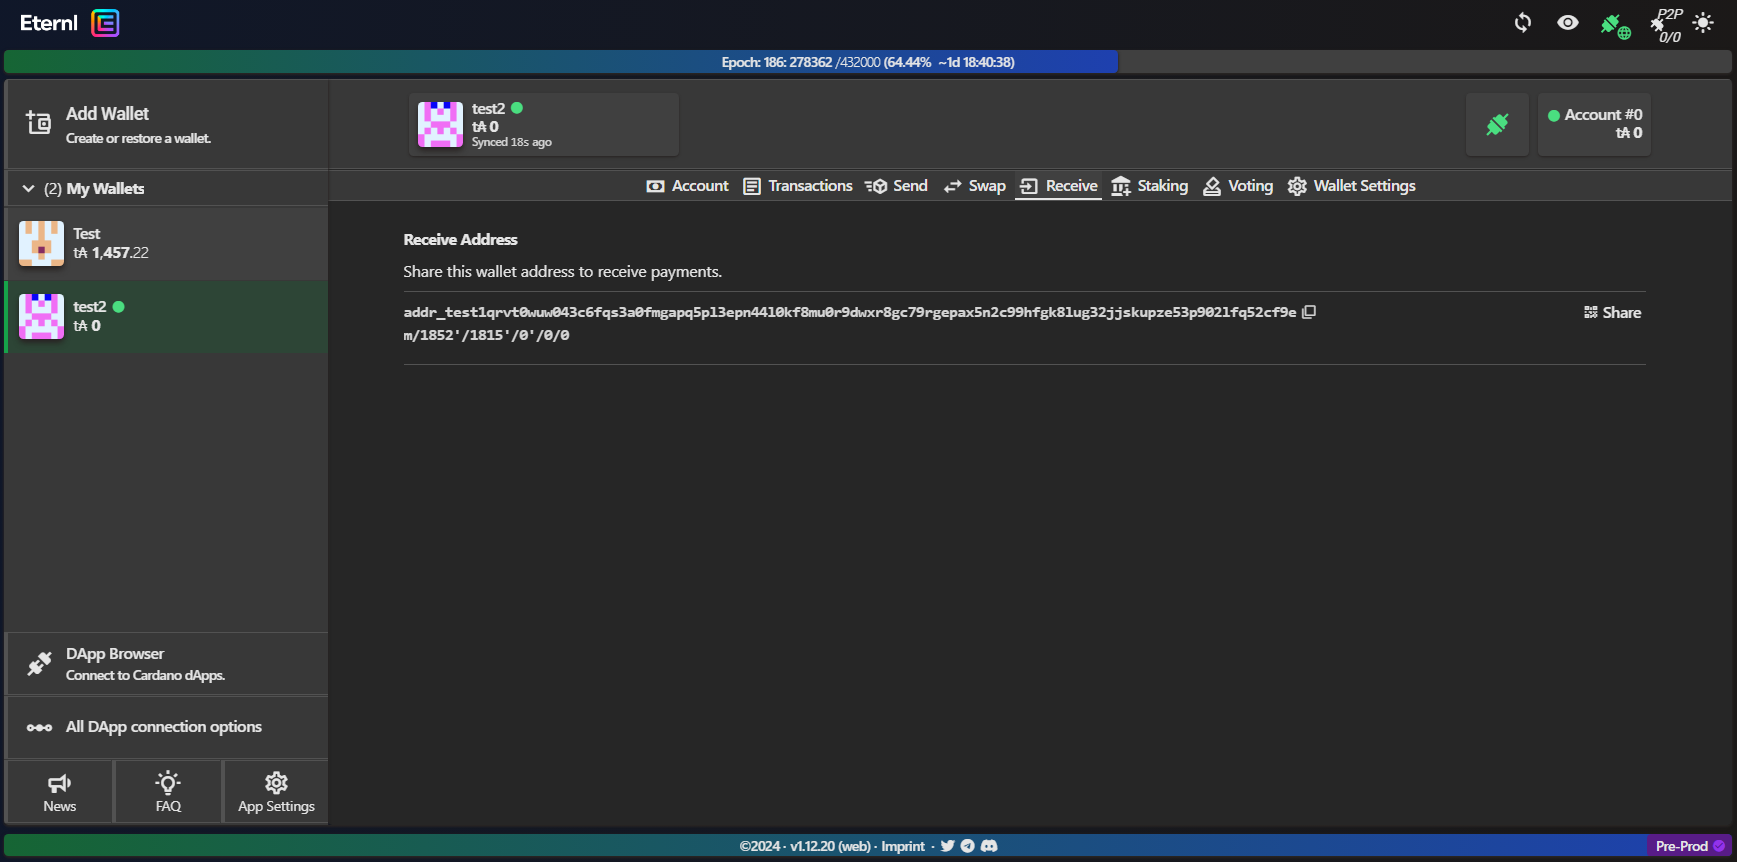 Eternl
P2P
0/0
Epoch: 186: 278362 /432000 (64.44% ~1d 18:40:38)
Add Wallet
Create or restore a wallet.
(2) My Wallets
Test
t₳ 1,457.22
test2
t₳ 0
DApp Browser
Connect to Cardano dApps.
All DApp connection options
News
FAQ
App Settings
test2
t₳ 0
Synced 18s ago
Account #0
t₳ 0
Account
Transactions
Send
Swap
Receive
Staking
Voting
Wallet Settings
Receive Address
Share this wallet address to receive payments.
addr_test1qrvt0wuw043c6fqs3a0fmgapq5pl3epn44l0kf8mu0r9dwxr8gc79rgepax5n2c99hfgk8lug32jjskupze53p902lfq52cf9e
Share
m/1852'/1815'/0'/0/0
©2024 · v1.12.20 (web) · Imprint ·
Pre-Prod